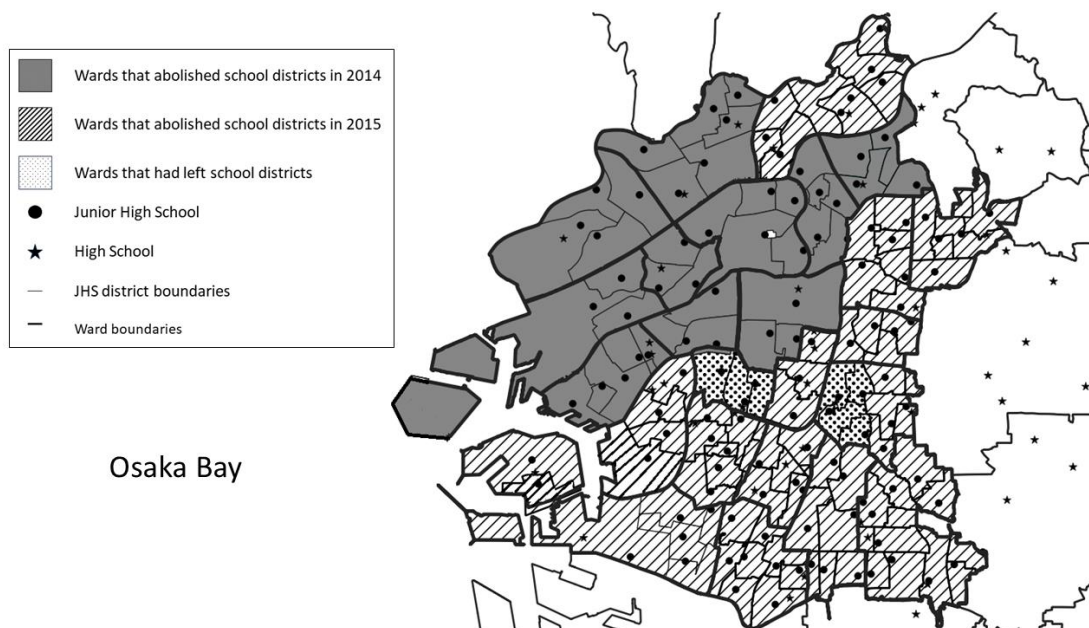 Wards that abolished school districts in 2014
Wards that abolished school districts in 2015
Wards that had left school districts
Junior High School
High School
JHS district boundaries
Ward boundaries
Osaka Bay